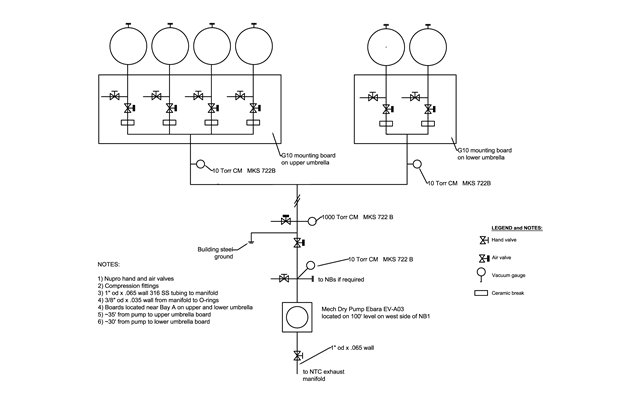 G10 mounting board
on upper umbrella
G10 mounting board
on lower umbrella
10 Torr CM MKS 722B
10 Torr CM MKS 722B
1000 Torr CM MKS 722 B
Building steel
ground
10 Torr CM MKS 722 B
to NBs if required
LEGEND and NOTES:
Hand valve
Air valve
Vacuum gauge
Ceramic break
NOTES:
1) Nupro hand and air valves
2) Compression fittings
3) 1" od x .065 wall 316 SS tubing to manifold
4) 3/8" od x .035 wall from manifold to O-rings
4) Boards located near Bay A on upper and lower umbrella
5) ~35' from pump to upper umbrella board
6) ~30' from pump to lower umbrella board
Mech Dry Pump Ebara EV-A03
located on 100' level on west side of NB1
1" od x .065 wall
to NTC exhaust
manifold